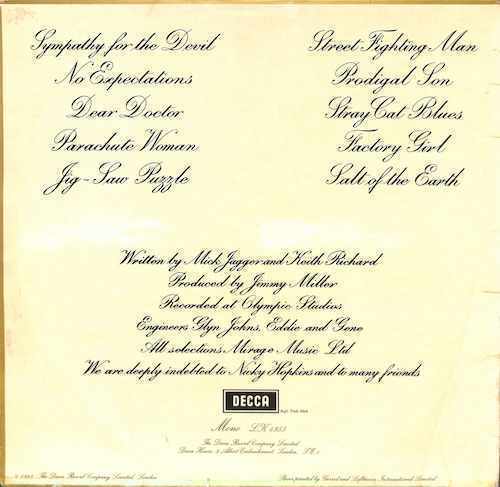 Sympathy for the Devil
No Expectations
Dear Doctor
Parachute Woman
Jig-Saw Puzzle
Street Fighting Man
Prodigal Son
Stray Cat Blues
Factory Girl
Salt of the Earth
Written by Mick Jagger and Keith Richard
Produced by Jimmy Miller
Recorded at Olympic Studios
Engineers Glyn Johns, Eddie and Gene
All selections Mirage Music Ltd
We are deeply indebted to Nicky Hopkins and to many friends
DECCA
Regd. Trade Mark
Mono LK 4955
The Decca Record Company Limited
Decca House, 9 Albert Embankment, London, SE1
The Decca Record Company Limited, London
Sleeve printed by Garrod and Lofthouse International Limited